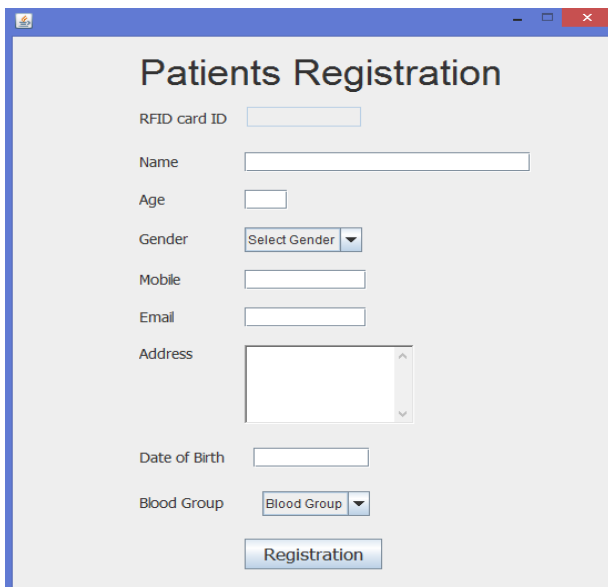 Patients Registration
RFID card ID
Name
Age
Gender Select Gender
Mobile
Email
Address
Date of Birth
Blood Group Blood Group
Registration